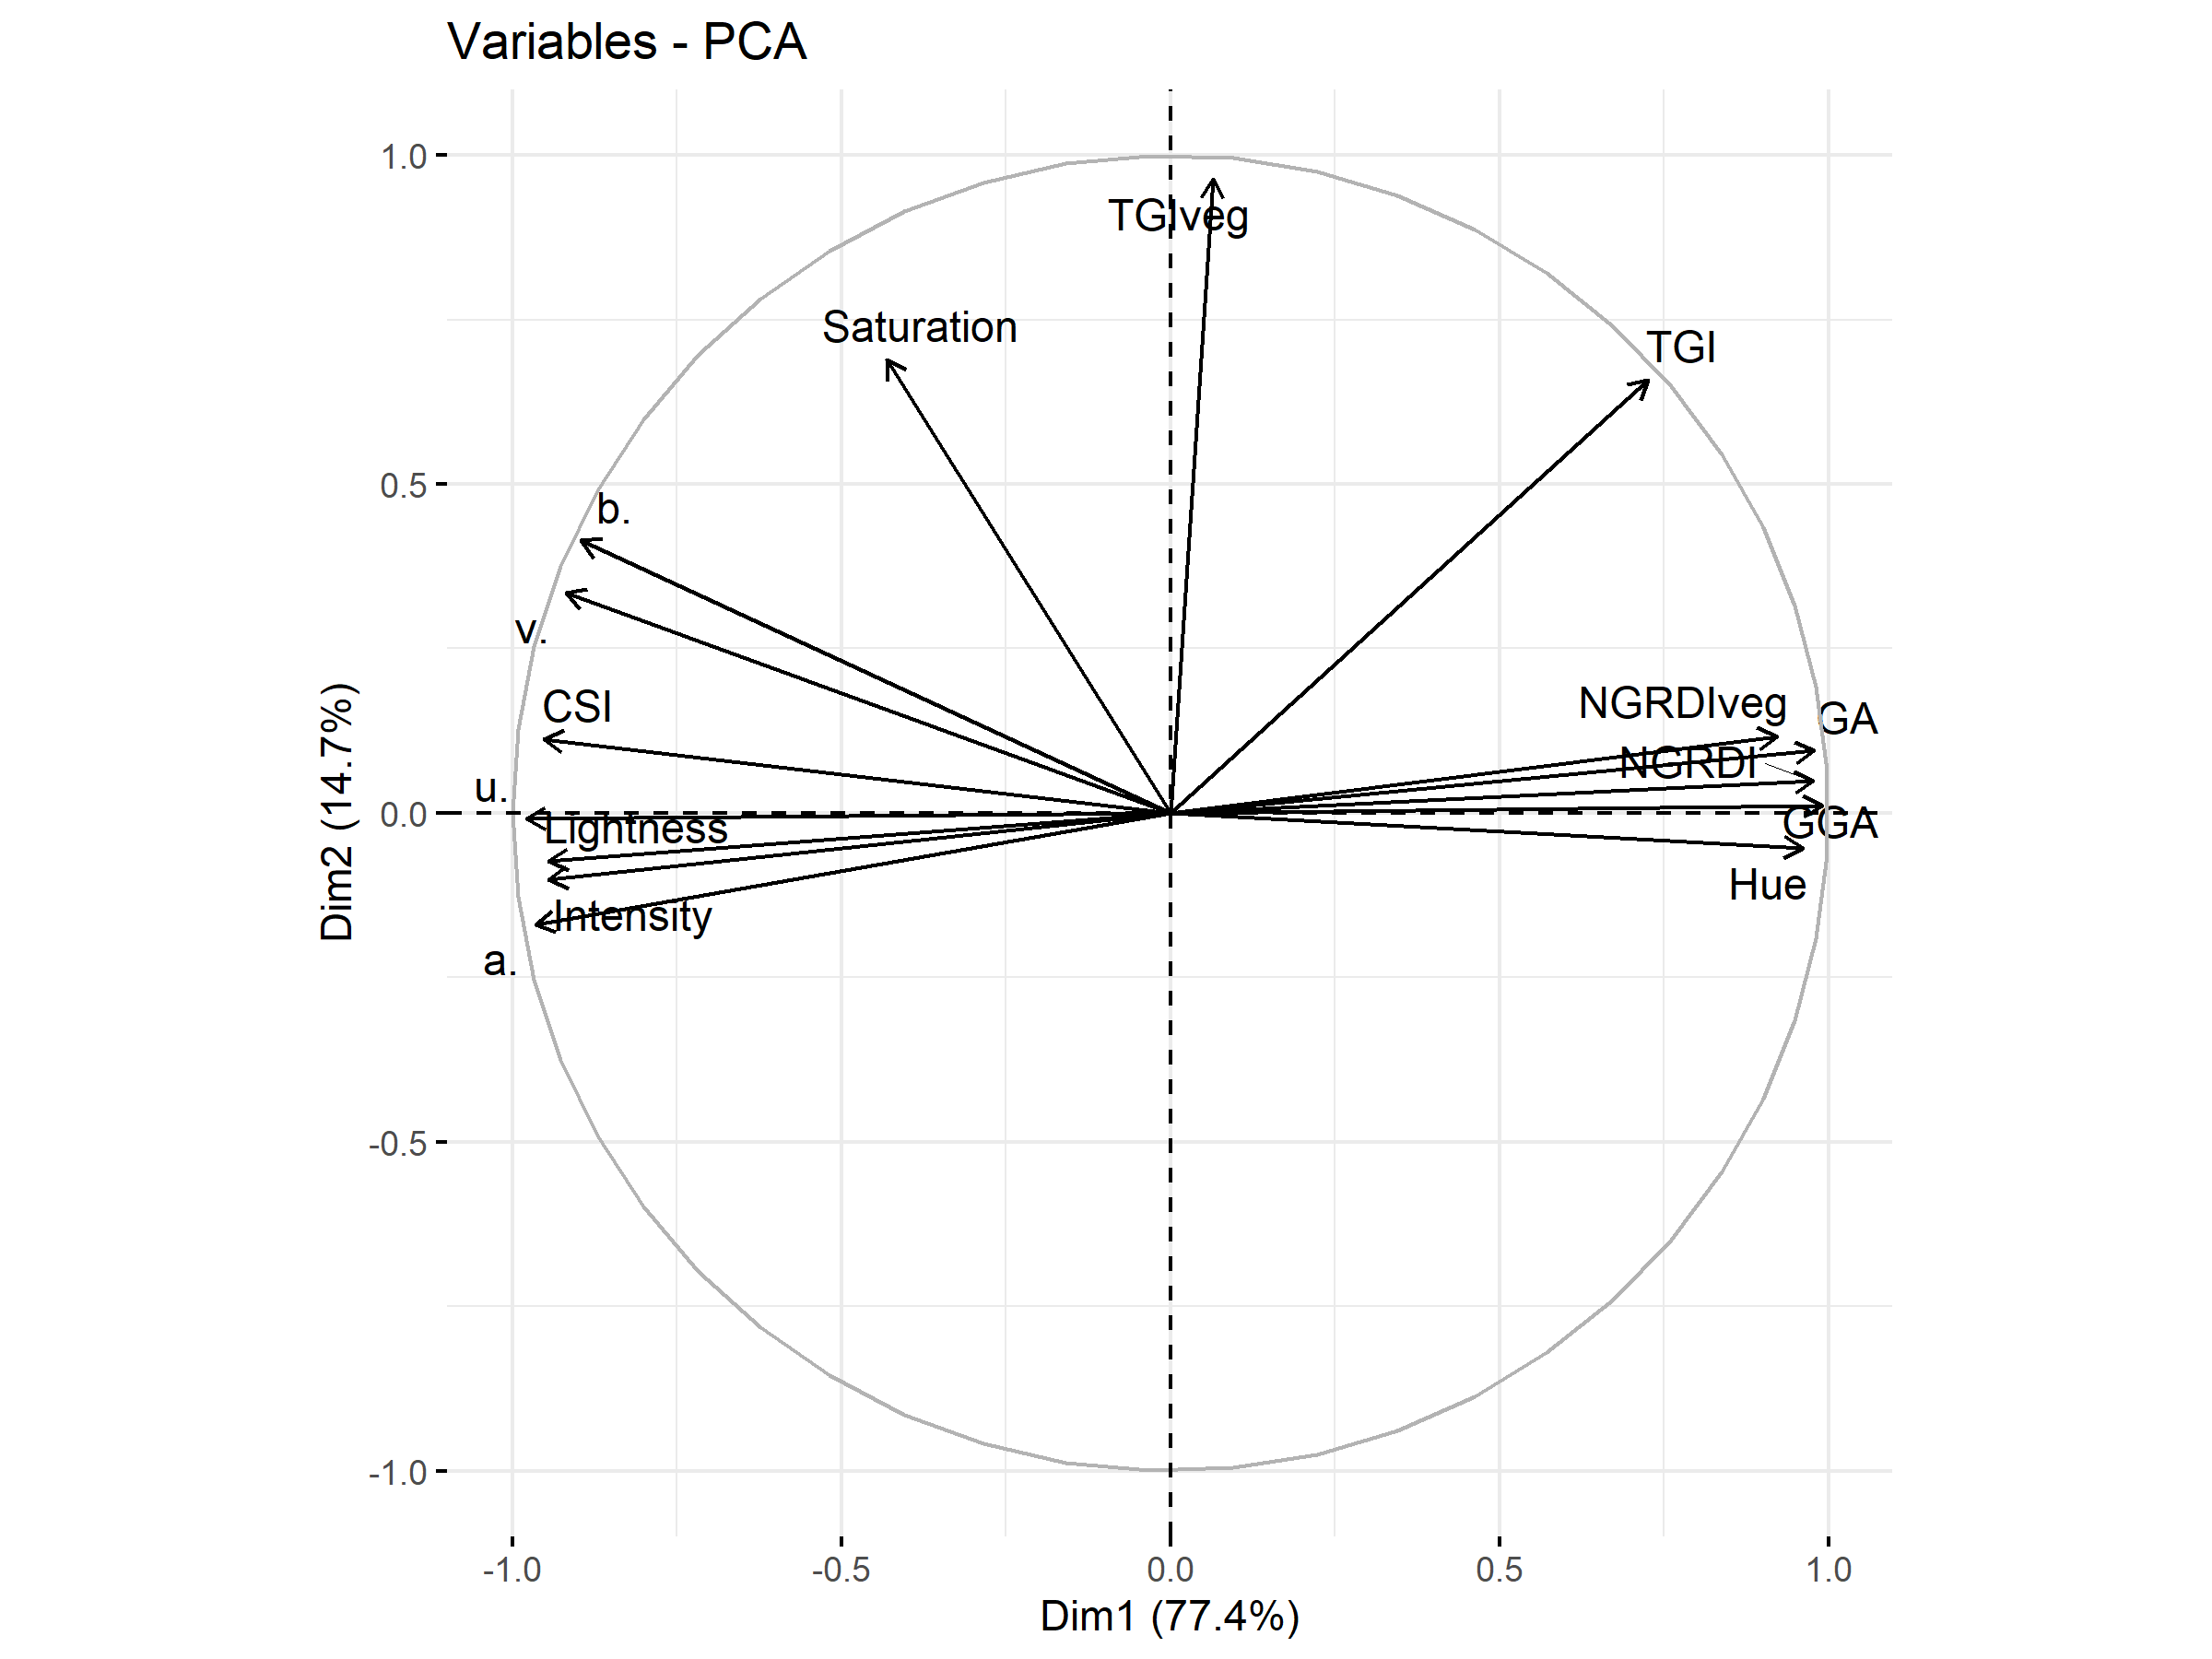 Variables - PCA
1.0
TGIveg
Saturation
TGI
0.5
b.
v.
CSI
NGRDIveg
GA
NGRDI
u.
0.0
Lightness
GGA
Hue
Intensity
a.
-0.5
-1.0
Dim2 (14.7%)
-1.0 -0.5 0.0 0.5 1.0
Dim1 (77.4%)